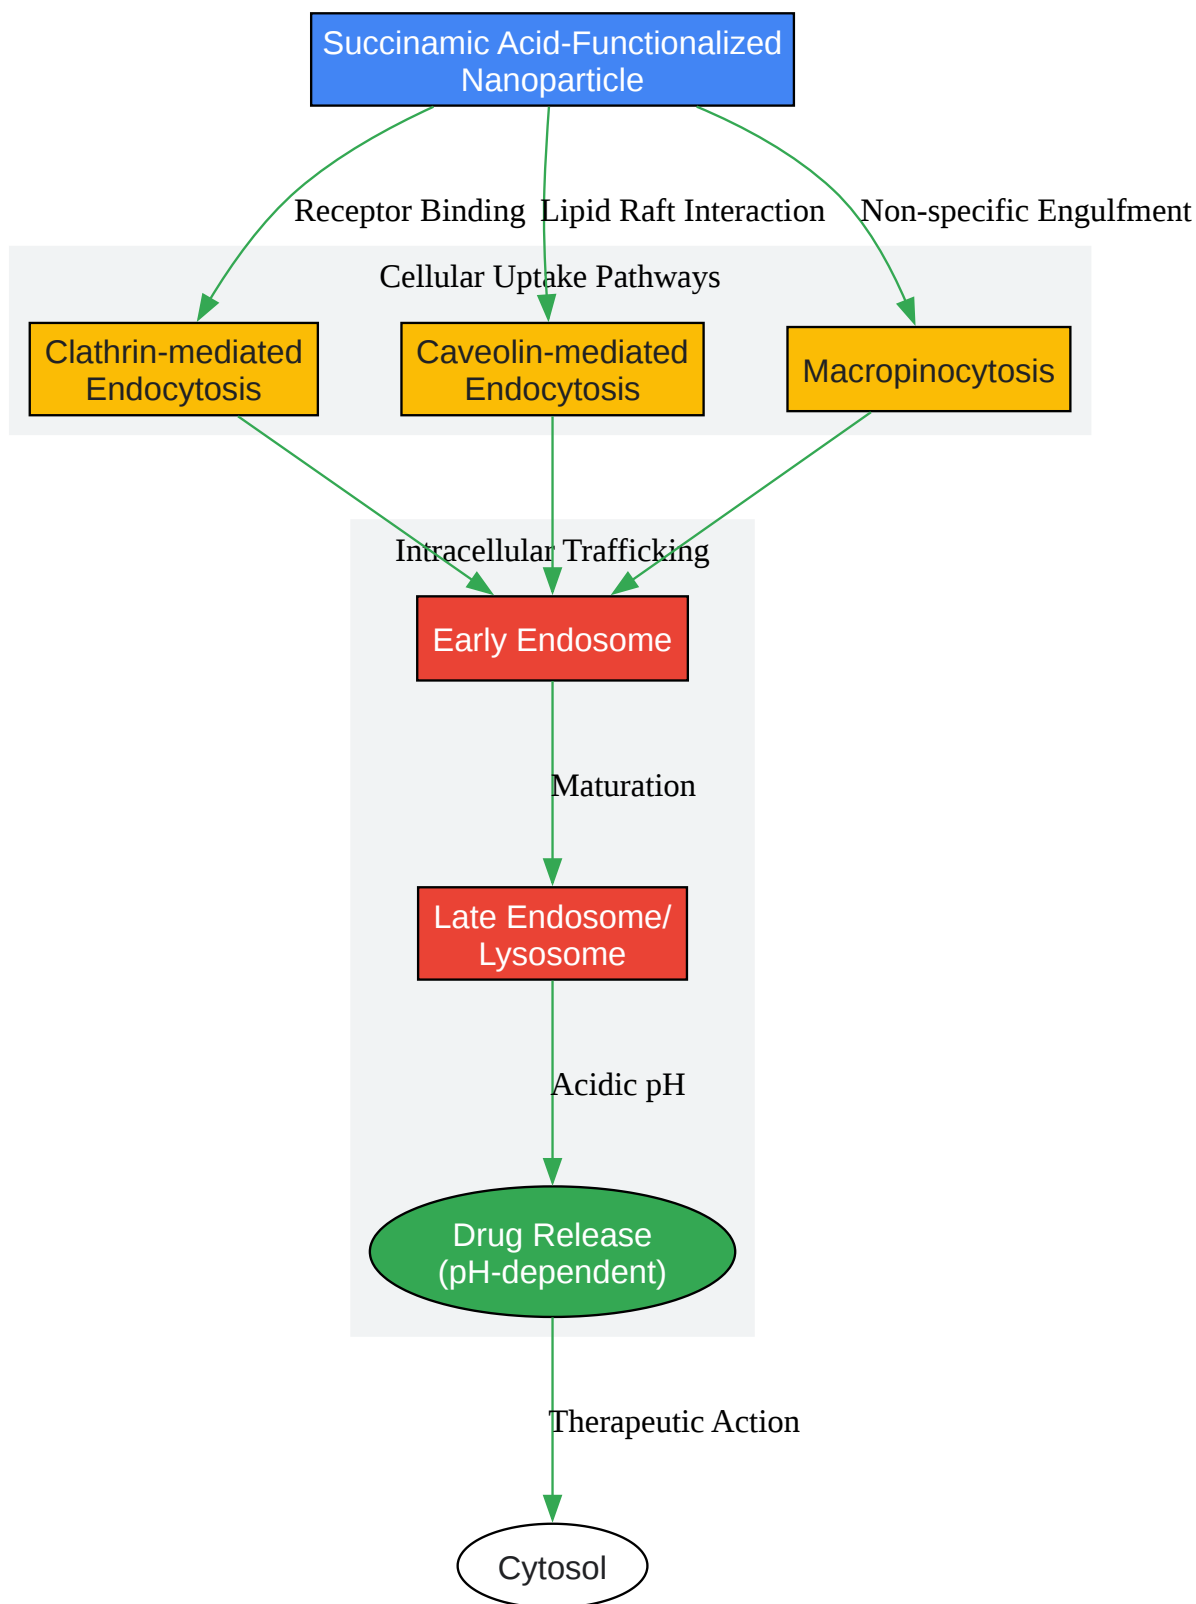 Succinamic Acid-Functionalized
Nanoparticle
Receptor Binding
Lipid Raft Interaction
Non-specific Engulfment
Cellular Uptake Pathways
Clathrin-mediated
Endocytosis
Caveolin-mediated
Endocytosis
Macropinocytosis
Intracellular Trafficking
Early Endosome
Maturation
Late Endosome/
Lysosome
Acidic pH
Drug Release
(pH-dependent)
Therapeutic Action
Cytosol